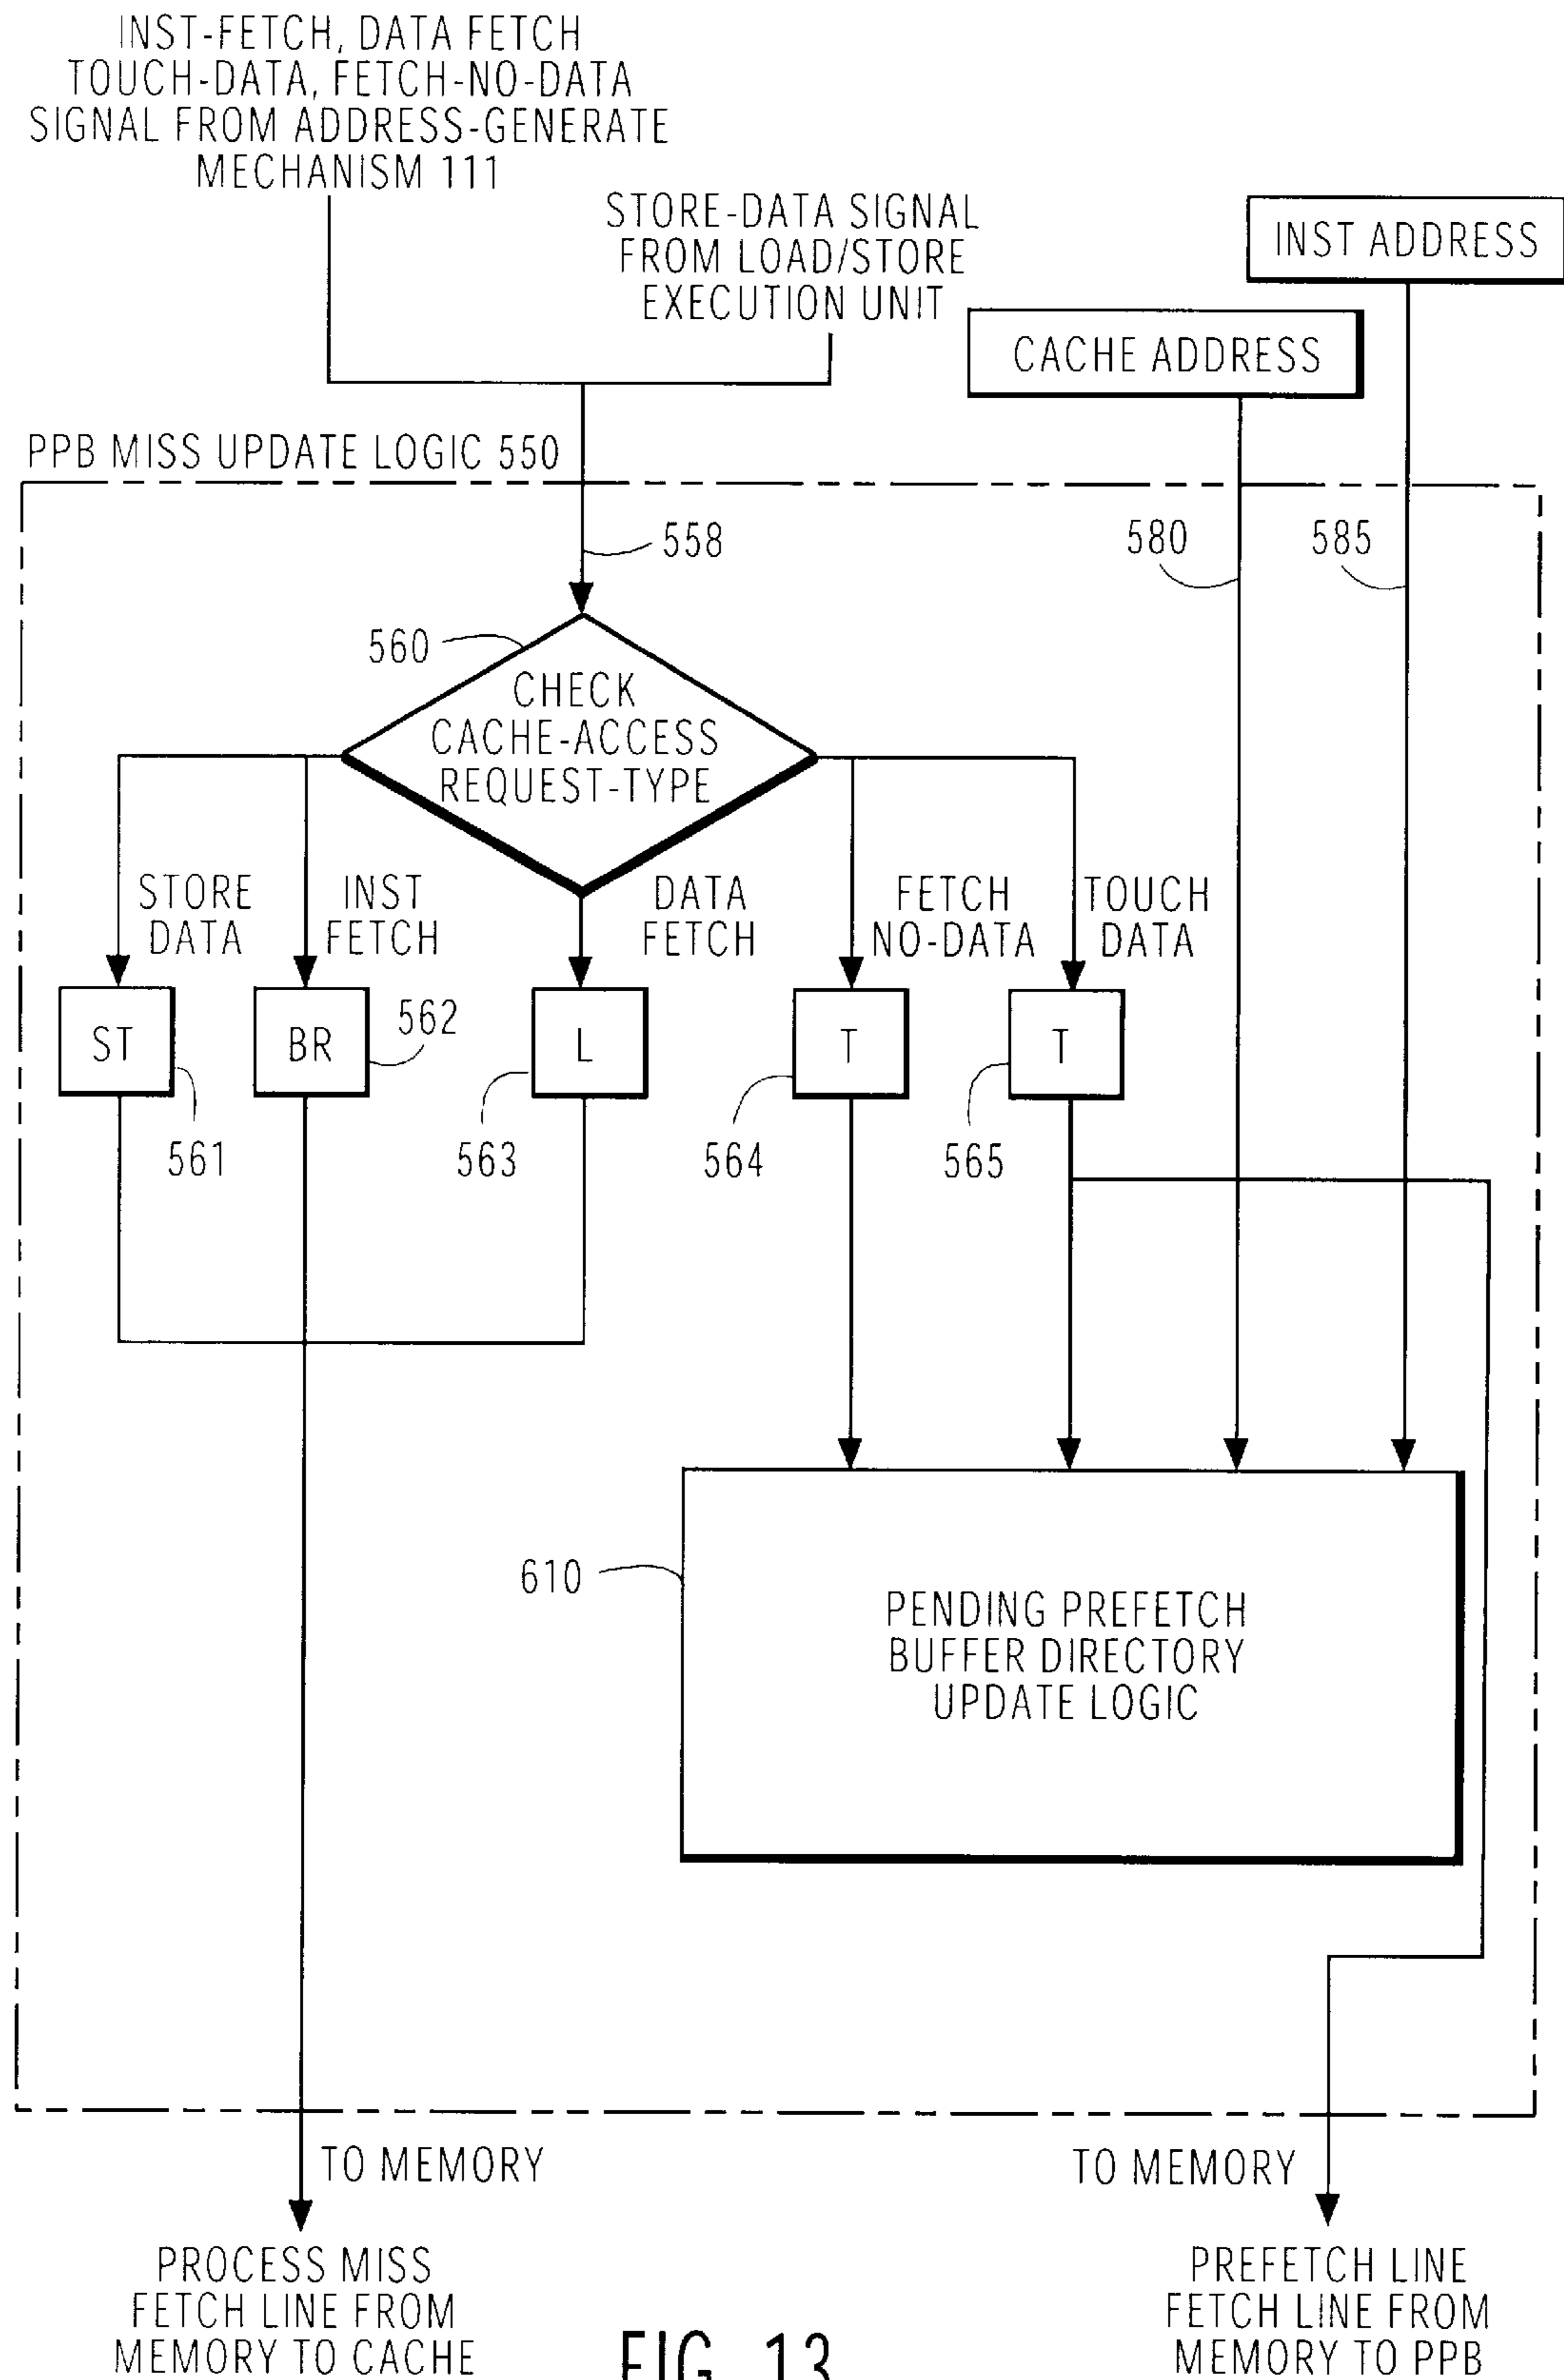 INST-FETCH, DATA FETCH
TOUCH-DATA, FETCH-NO-DATA
SIGNAL FROM ADDRESS-GENERATE
MECHANISM 111
STORE-DATA SIGNAL
FROM LOAD/STORE
EXECUTION UNIT
INST ADDRESS
CACHE ADDRESS
PPB MISS UPDATE LOGIC 550
558
580
585
560
CHECK
CACHE-ACCESS
REQUEST-TYPE
STORE
DATA
INST
FETCH
DATA
FETCH
FETCH
NO-DATA
TOUCH
DATA
ST
BR
562
L
T
T
561
563
564
565
610
PENDING PREFETCH
BUFFER DIRECTORY
UPDATE LOGIC
TO MEMORY
TO MEMORY
PROCESS MISS
FETCH LINE FROM
MEMORY TO CACHE
PREFETCH LINE
FETCH LINE FROM
MEMORY TO PPB
FIG. 13